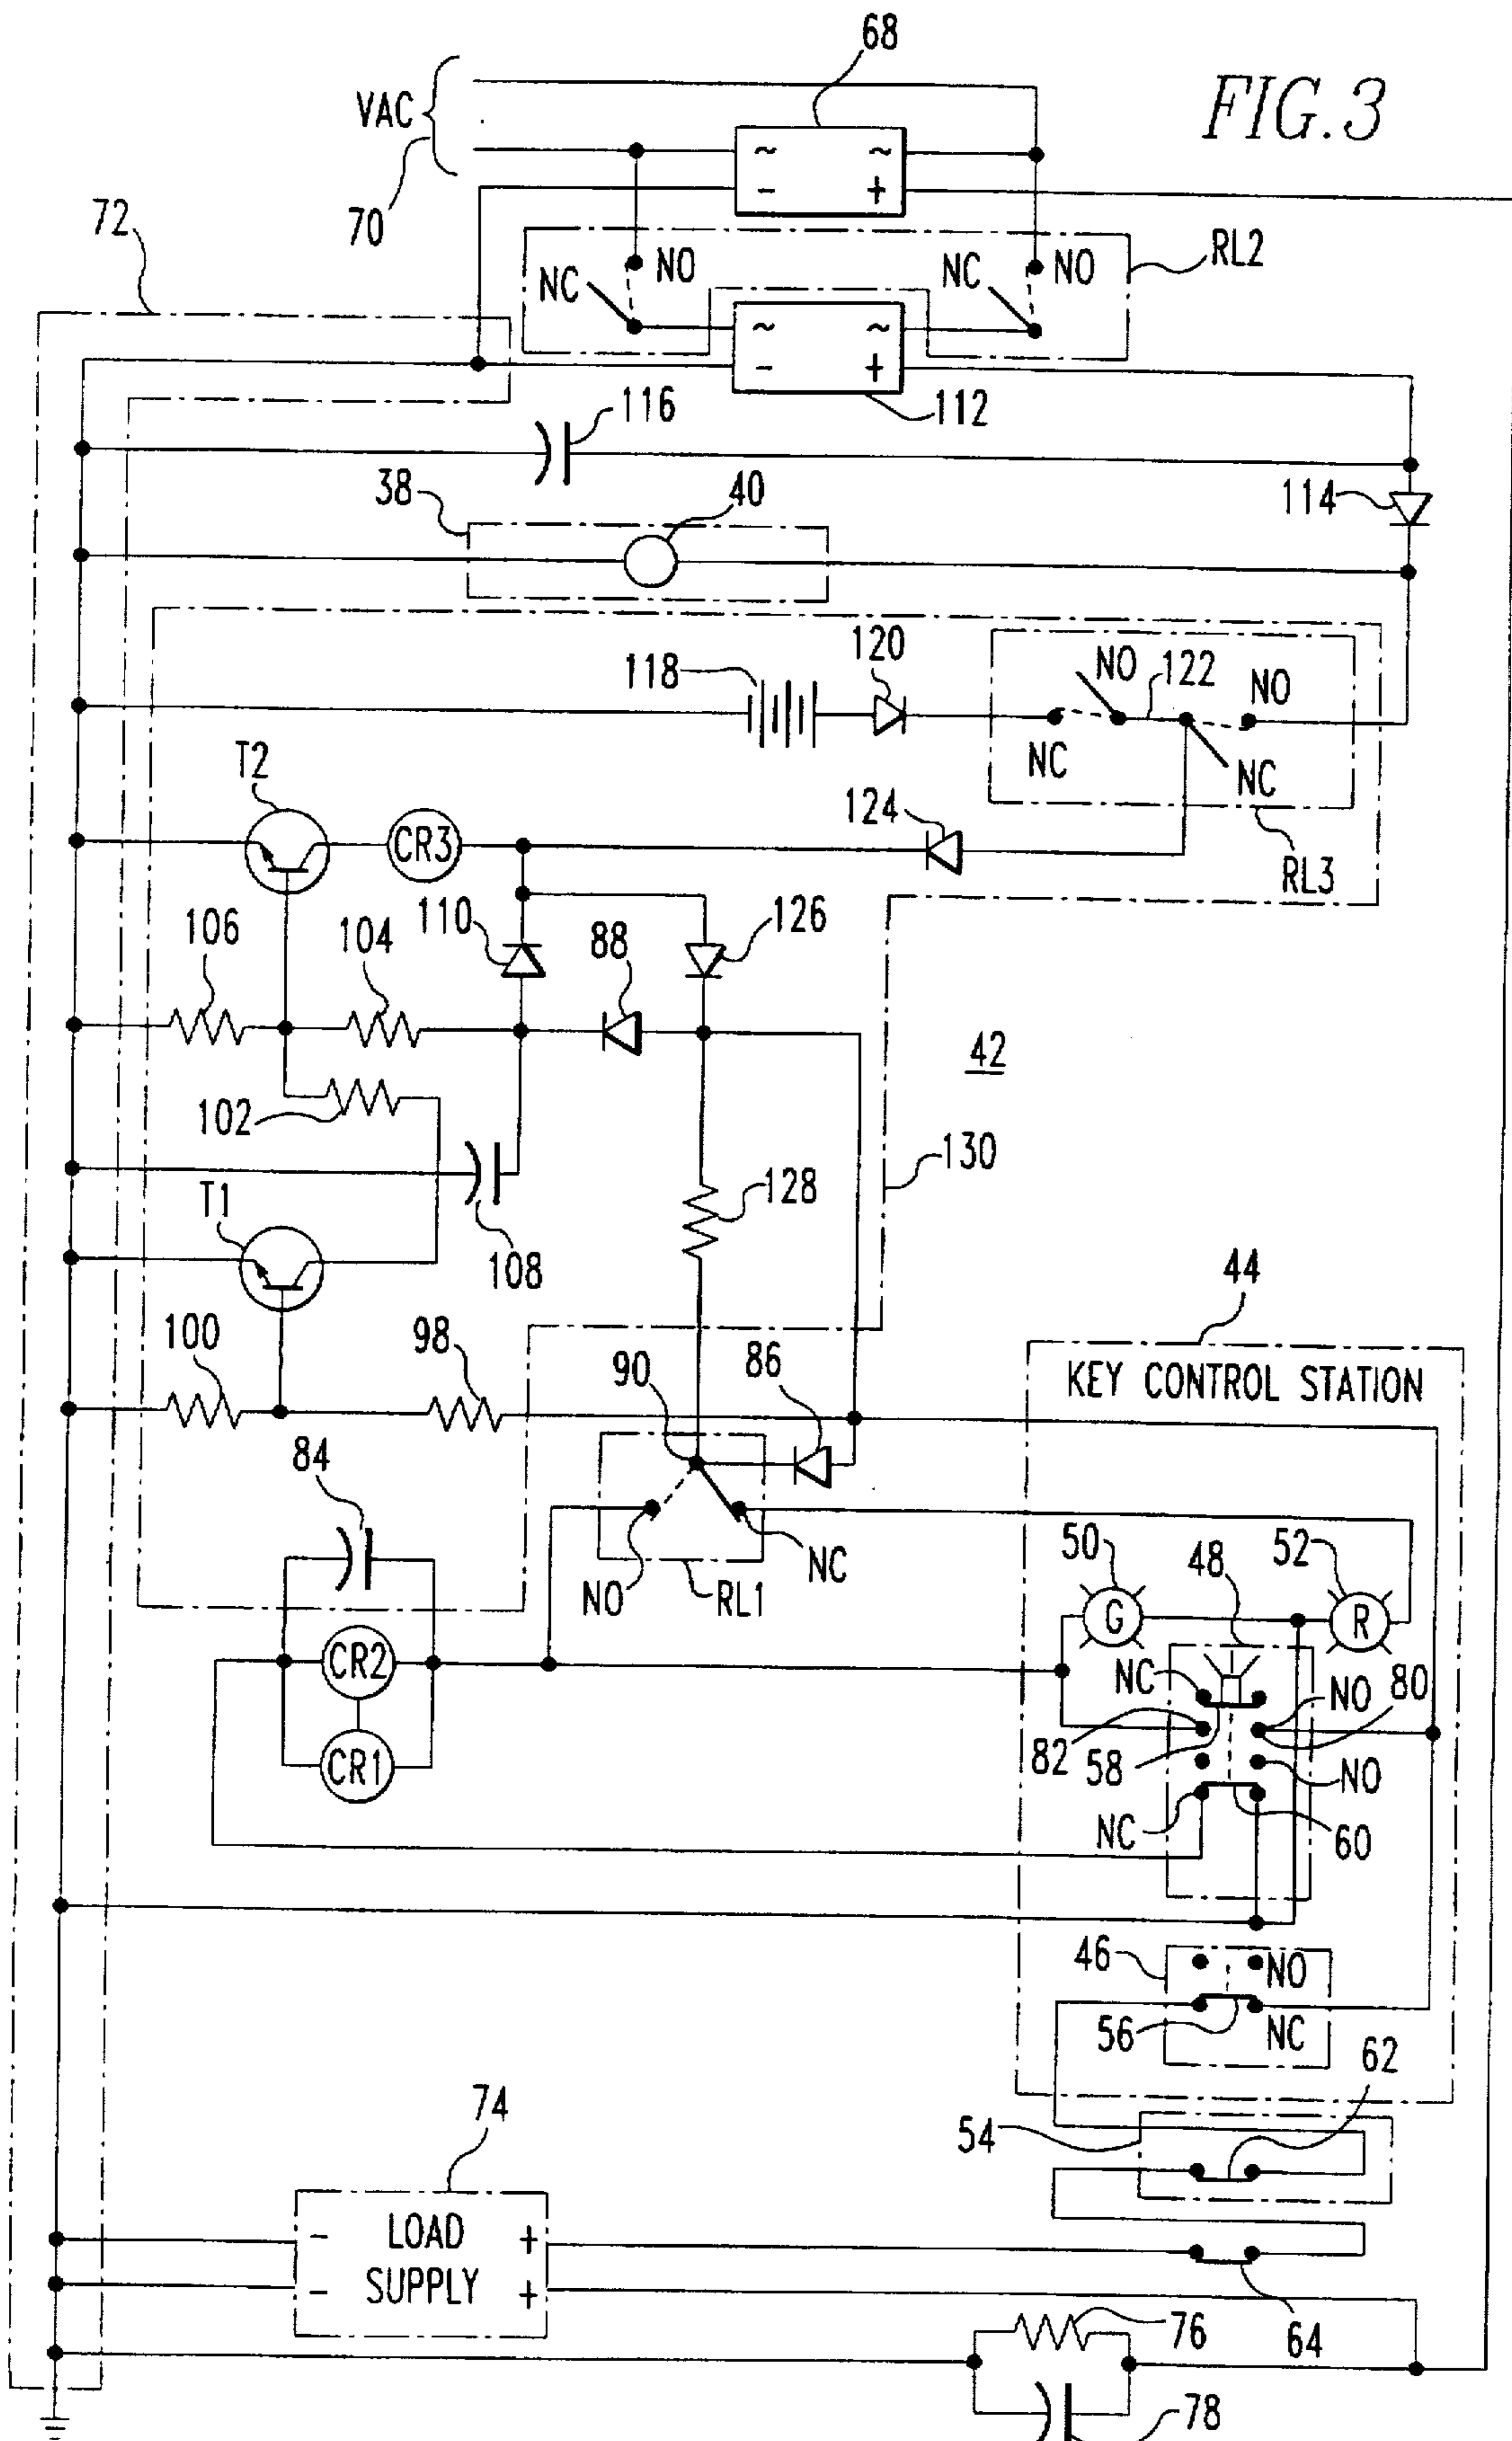 68
FIG. 3
VAC
70
72
~ ~
- +
NO
NO
RL2
NC
NC
~ ~
- +
116
112
38
40
114
120
118
NO
122
NO
T2
NC
NC
124
CR3
RL3
106
104
110
88
126
42
102
130
T1
128
108
44
100
98
90
86
KEY CONTROL STATION
84
50
48
52
NO
RL1
NC
G
R
CR2
NC
NO
80
82
58
NO
CR1
NC
60
46
NO
56
NC
62
74
54
- LOAD +
- SUPPLY +
76
64
78